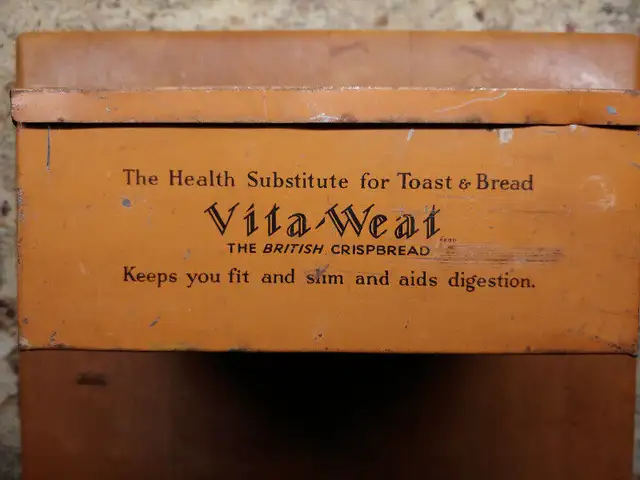 The Health Substitute for Toast & Bread
Vita-Weat
THE BRITISH CRISPBREAD
Keeps you fit and slim and aids digestion.